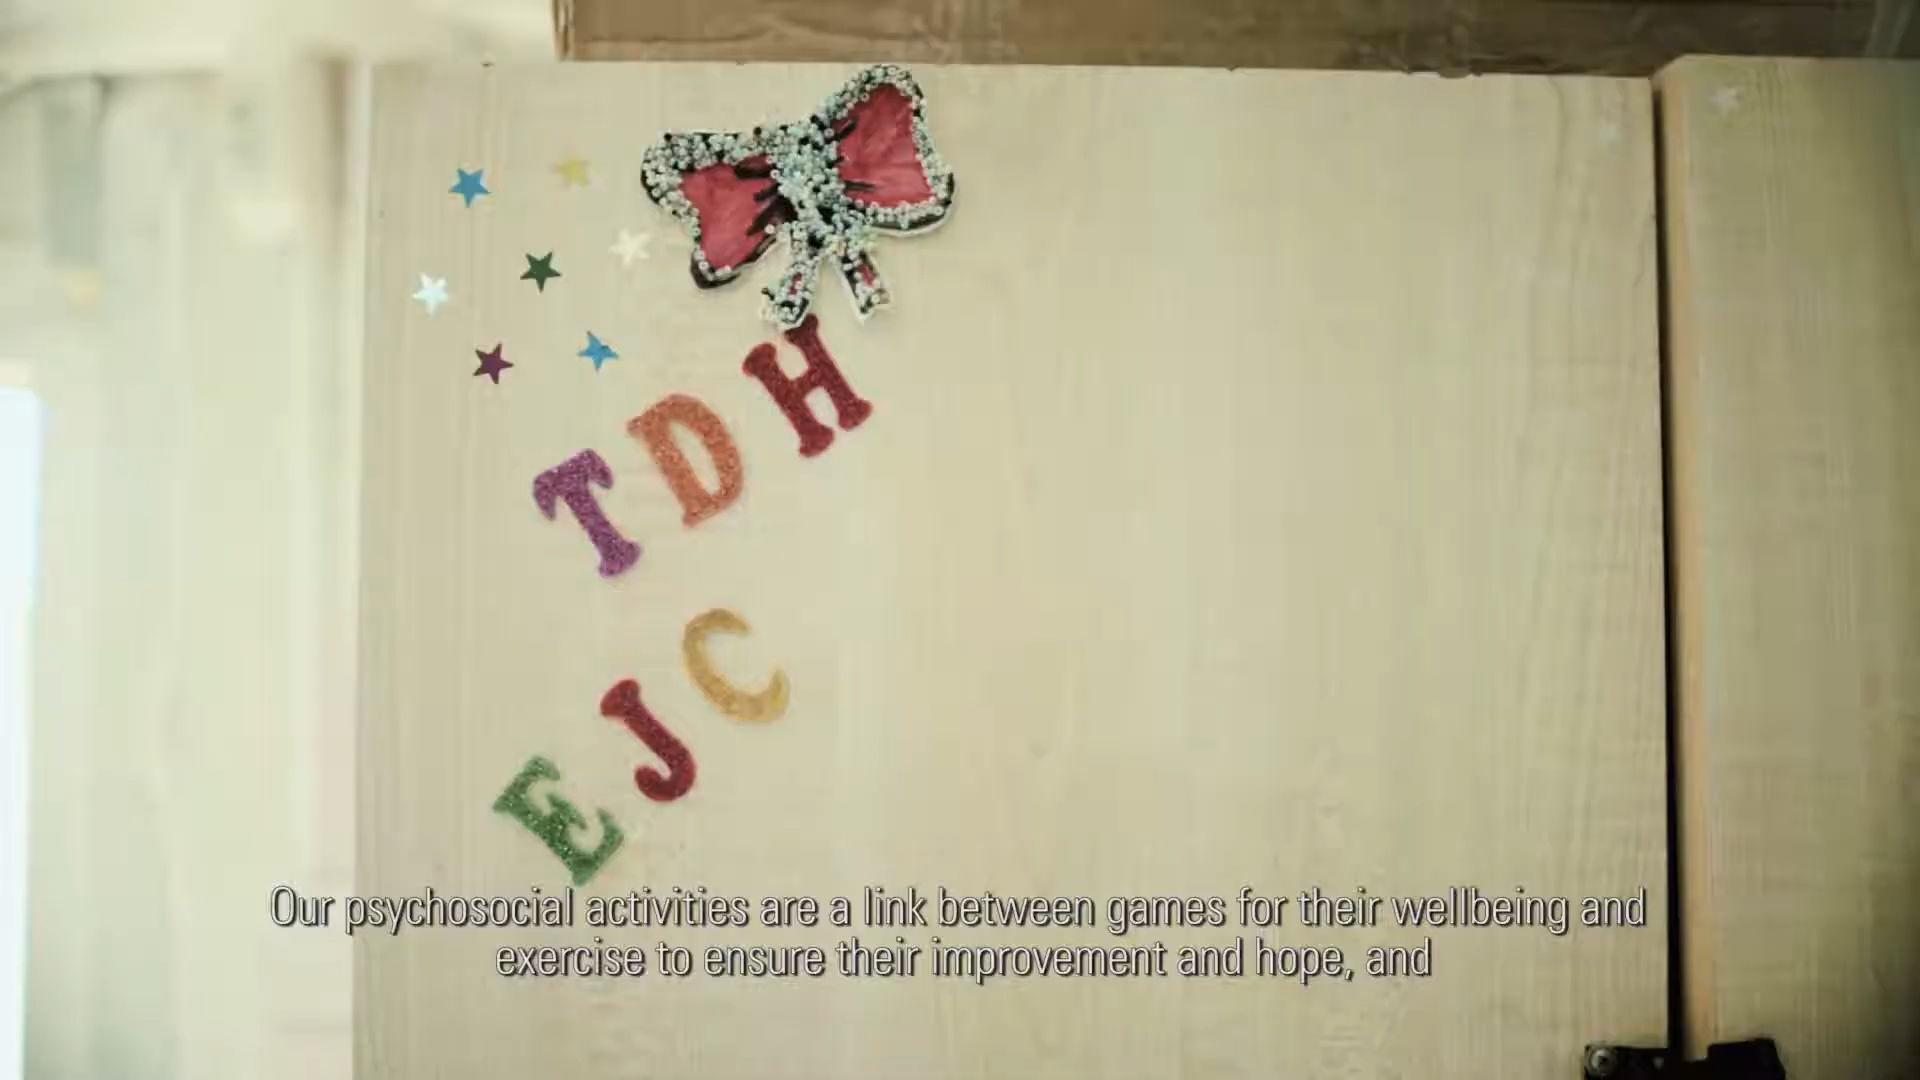 TDH
EJC
Our psychosocial activities are a link between games for their wellbeing and
exercise to ensure their improvement and hope, and